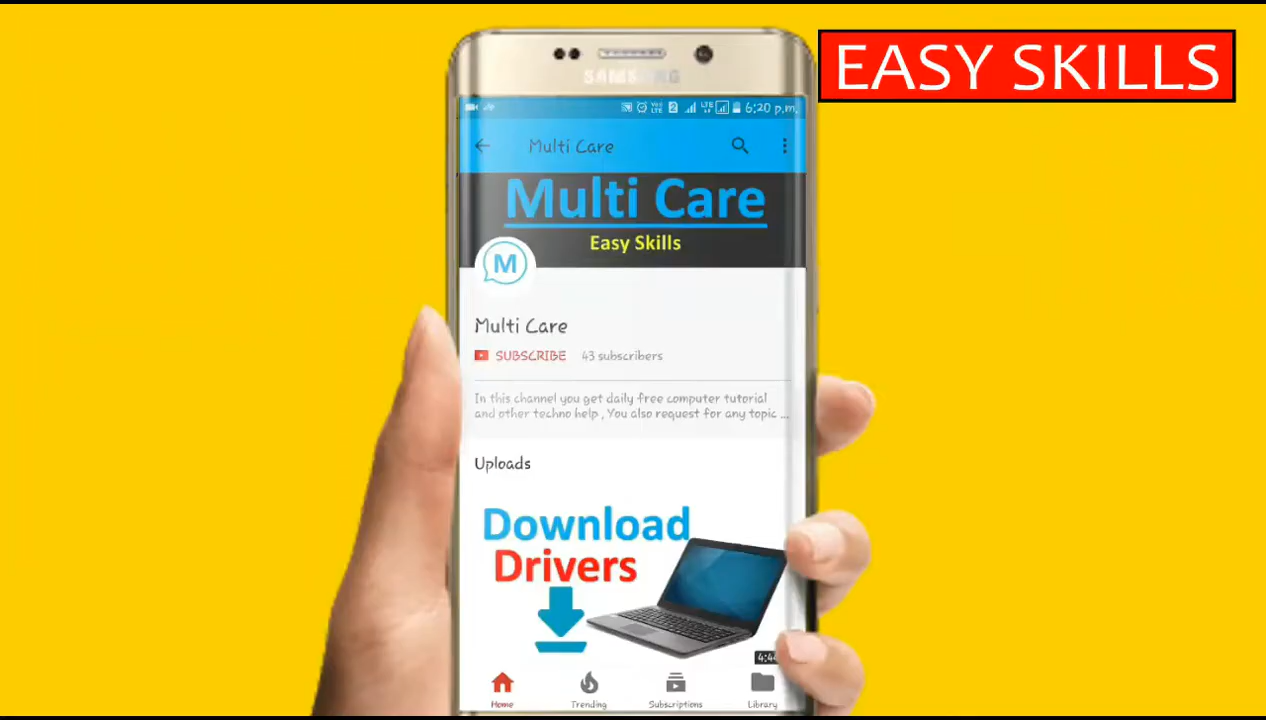 EASY SKILLS
SAMSUNG
6:20 p.m.
Multi Care
Multi Care
Easy Skills
M
Multi Care
SUBSCRIBE 43 subscribers
In this channel you get daily free computer tutorial
and other techno help , You also request for any topic ...
Uploads
Download
Drivers
Home Trending Subscriptions Library